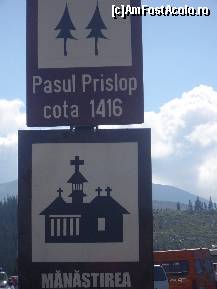 (c)AmFostAcolo.ro
Pasul Prislop
cota 1416
MĂNĂSTIREA